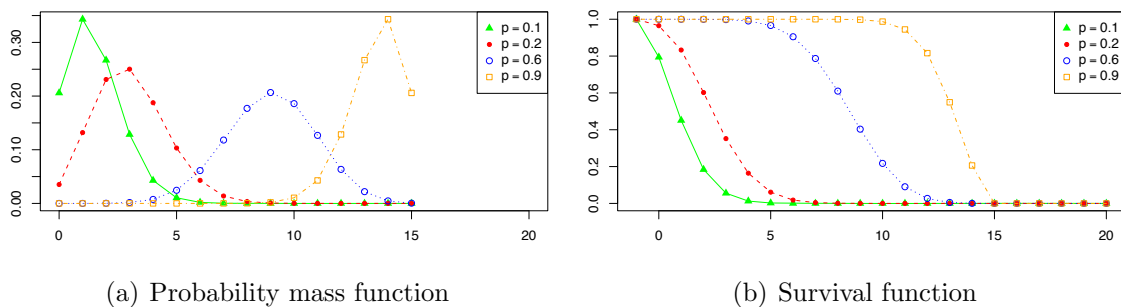 0.30
0.20
0.10
0.00
0 5 10 15 20
p = 0.1
p = 0.2
p = 0.6
p = 0.9
1.0
0.8
0.6
0.4
0.2
0.0
0 5 10 15 20
p = 0.1
p = 0.2
p = 0.6
p = 0.9
(a) Probability mass function
(b) Survival function